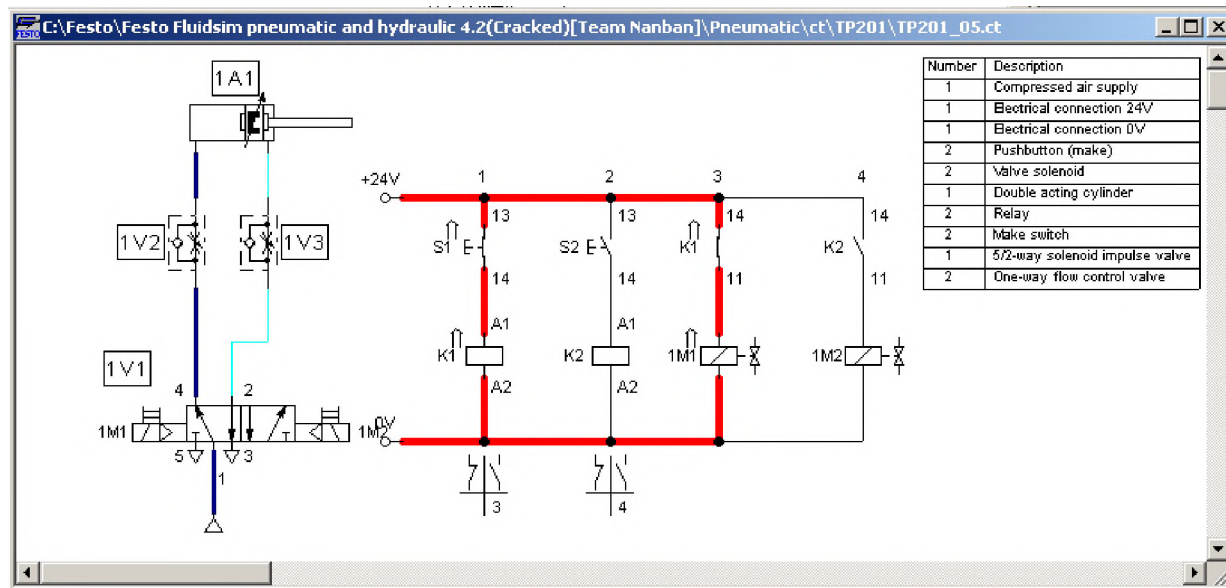 C:\Festo\Festo Fluidsim pneumatic and hydraulic 4.2(Cracked)[Team Nanban]\Pneumatic\ct\TP201\TP201_05.ct
1A1
1V2
1V3
1V1
4 2
1M1
1M2
5 3
1
1 2 3 4
+24V
13 13 14 14
S1 S2 K1 K2
14 14 11 11
A1 A1
K1 K2 1M1 1M2
A2 A2
0V
3 4
Number Description
1 Compressed air supply
1 Electrical connection 24V
1 Electrical connection 0V
2 Pushbutton (make)
2 Valve solenoid
1 Double acting cylinder
2 Relay
2 Make switch
1 5/2-way solenoid impulse valve
2 One-way flow control valve